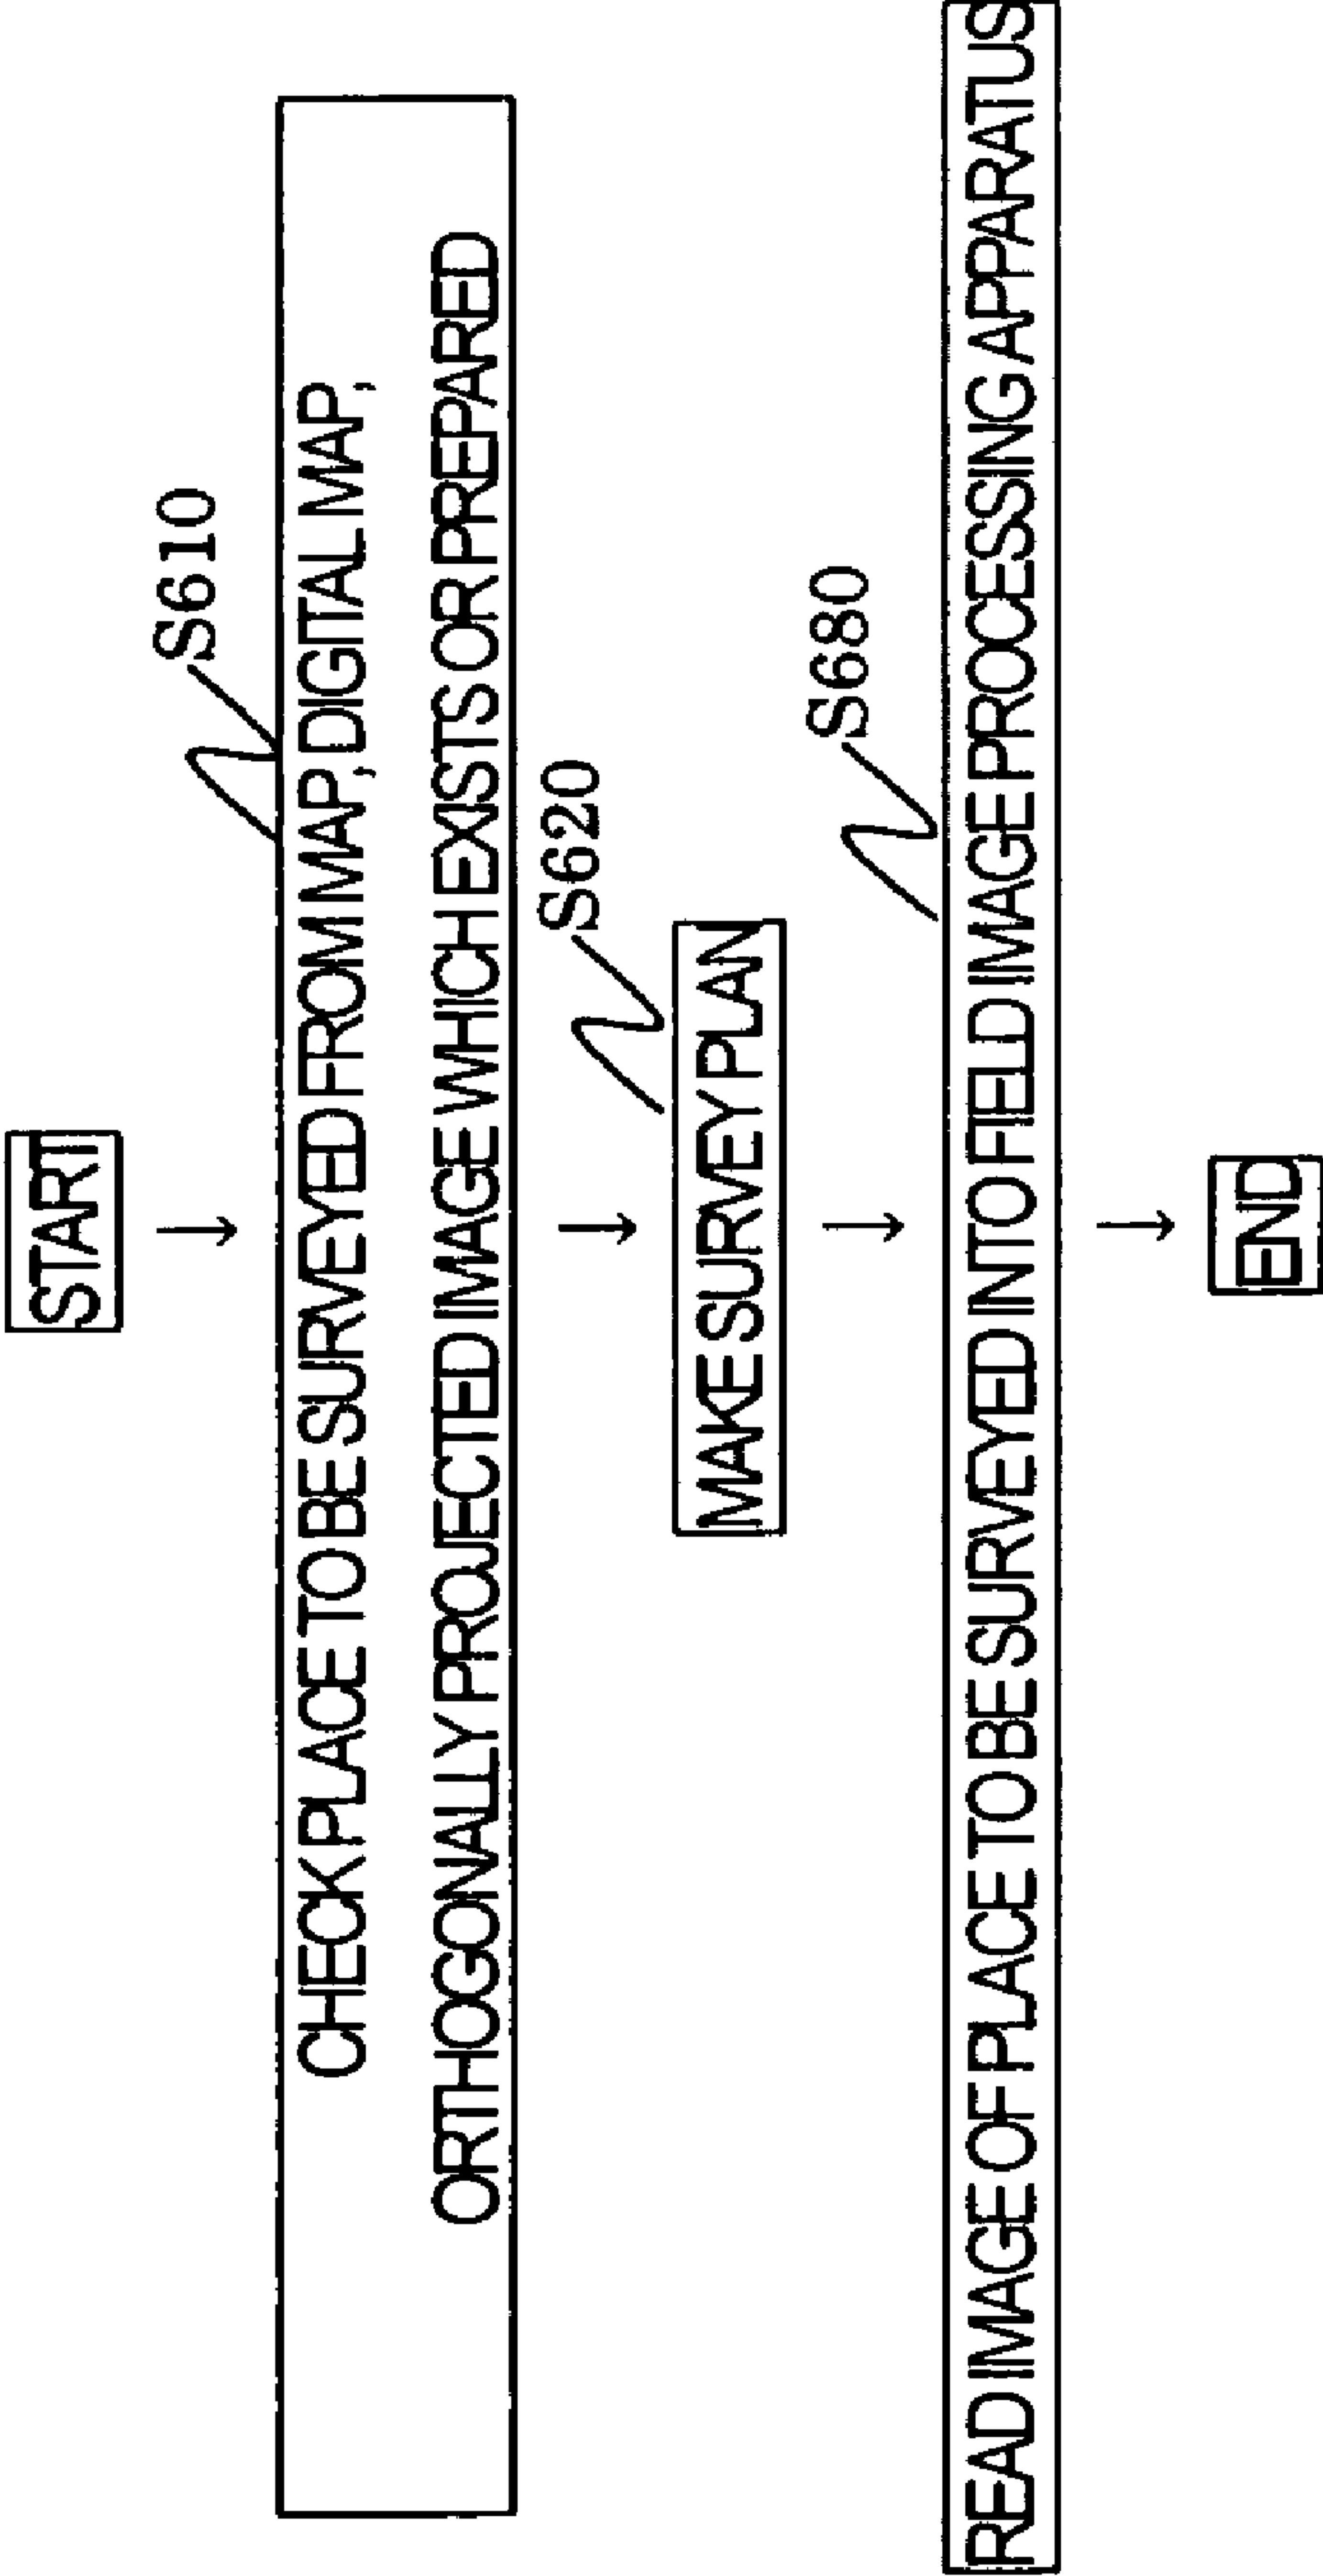 START
S610
CHECK PLACE TO BE SURVEYED FROM MAP, DIGITAL MAP,
ORTHOGONALLY PROJECTED IMAGE WHICH EXISTS OR PREPARED
S620
MAKE SURVEY PLAN
S680
READ IMAGE OF PLACE TO BE SURVEYED INTO FIELD IMAGE PROCESSING APPARATUS
END